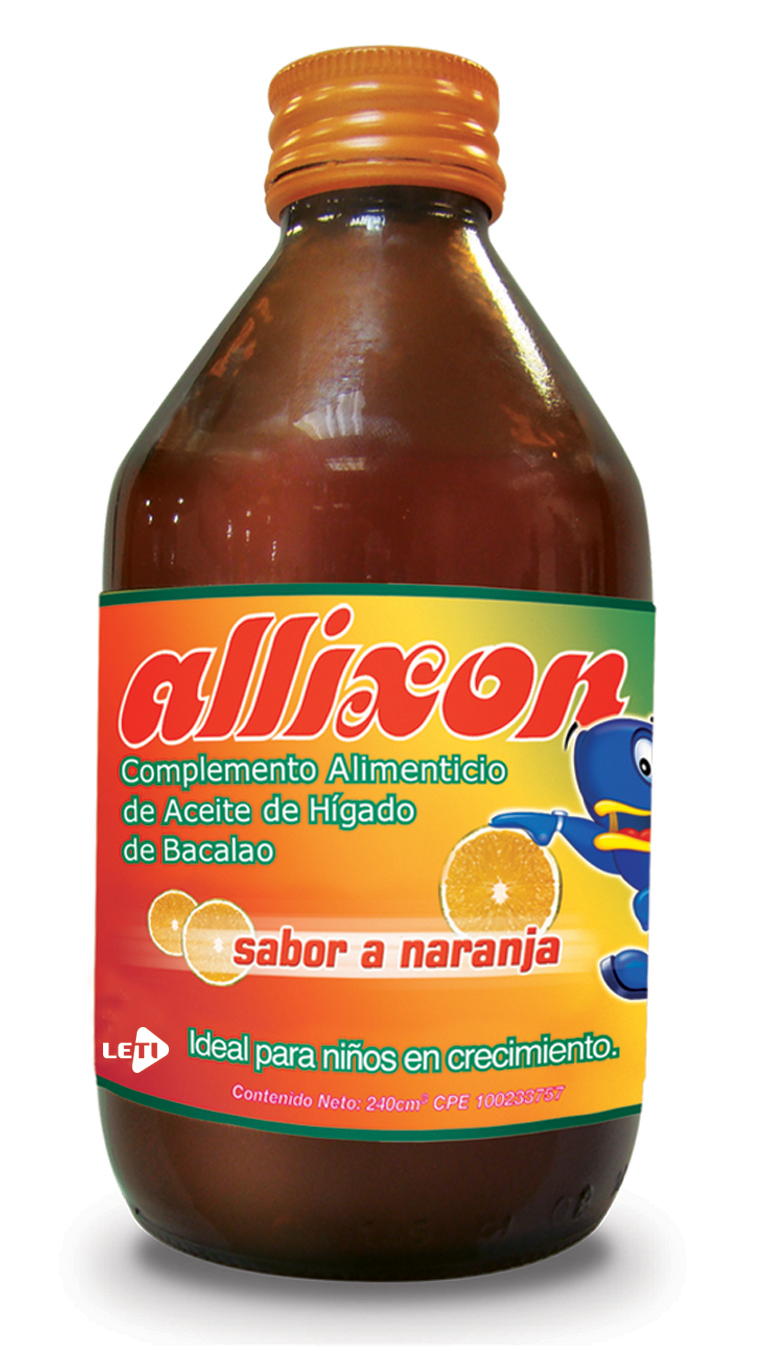 allixon
Complemento Alimenticio
de Aceite de Hígado
de Bacalao
sabor a naranja
LETI
Ideal para niños en crecimiento.
Contenido Neto: 240cm³ CPE 100233757